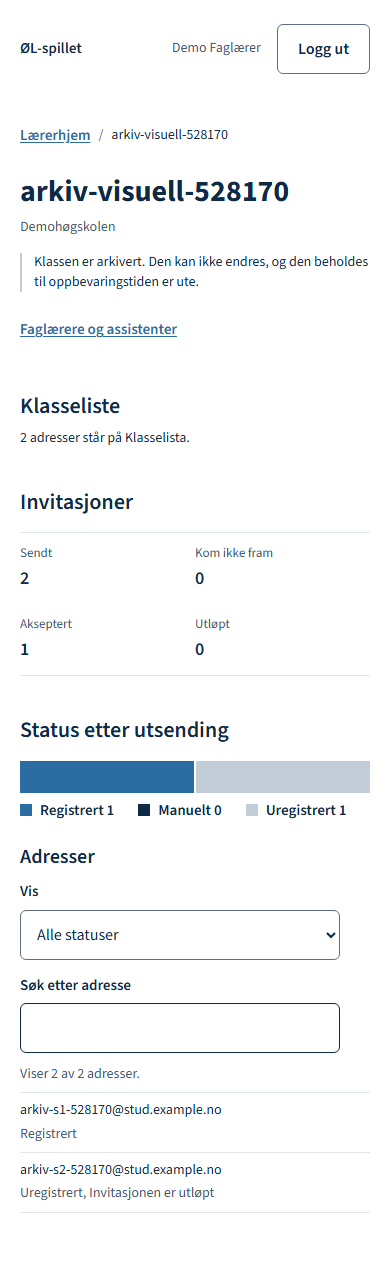 ØL-spillet
Demo Faglærer
Logg ut
Lærerhjem / arkiv-visuell-528170
arkiv-visuell-528170
Demohøgskolen
Klassen er arkivert. Den kan ikke endres, og den beholdes
til oppbevaringstiden er ute.
Faglærere og assistenter
Klasseliste
2 adresser står på Klasselista.
Invitasjoner
Sendt
2
Kom ikke fram
0
Akseptert
1
Utløpt
0
Status etter utsending
Registrert 1
Manuelt 0
Uregistrert 1
Adresser
Vis
Alle statuser
Søk etter adresse
Viser 2 av 2 adresser.
arkiv-s1-528170@stud.example.no
Registrert
arkiv-s2-528170@stud.example.no
Uregistrert, Invitasjonen er utløpt